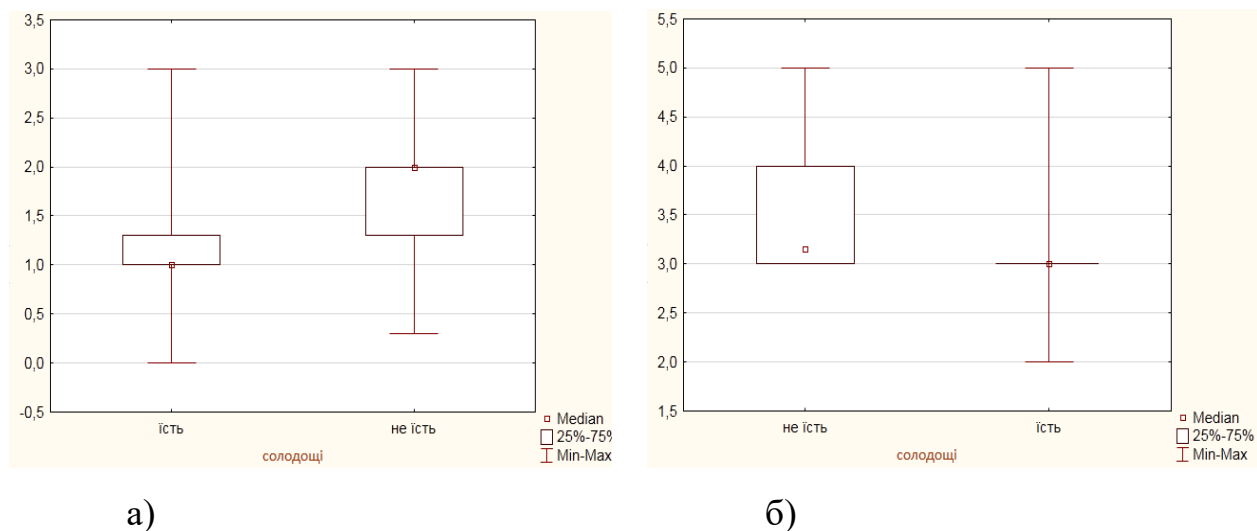 3,5
3,0
2,5
2,0
1,5
1,0
0,5
0,0
-0,5
їсть не їсть
солодощі
Median
25%-75%
Min-Max
5,5
5,0
4,5
4,0
3,5
3,0
2,5
2,0
1,5
не їсть їсть
солодощі
Median
25%-75%
Min-Max
а) б)